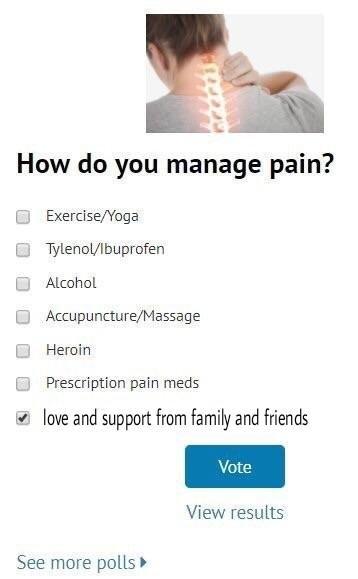 How do you manage pain?
Exercise/Yoga
Tylenol/Ibuprofen
Alcohol
Accupuncture/Massage
Heroin
Prescription pain meds
love and support from family and friends
Vote
View results
See more polls